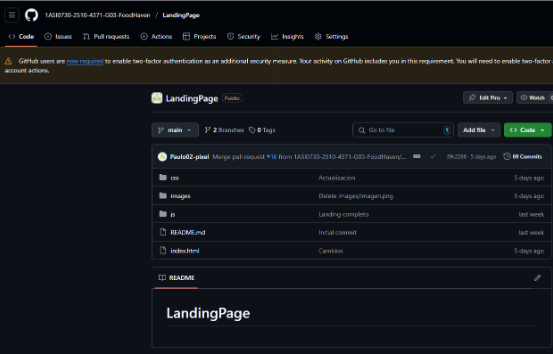 1ASI0730-2510-4371-G03-FoodHaven / LandingPage
Code Issues Pull requests Actions Projects Security Insights Settings
GitHub users are now required to enable two-factor authentication as an additional security measure. Your activity on GitHub includes you in this requirement. You will need to enable two-factor a
account actions.
LandingPage Public Edit Pins Watch
main 2 Branches 0 Tags Go to file t Add file Code
Paulo02-pixel Merge pull request #16 from 1ASI0730-2510-4371-G03-FoodHaven/... 5 days ago 69 Commits
css Actualizacion 5 days ago
images Delete images/imagen.png 5 days ago
js Landing completo last week
README.md Initial commit last week
index.html Cambios 5 days ago
README
LandingPage